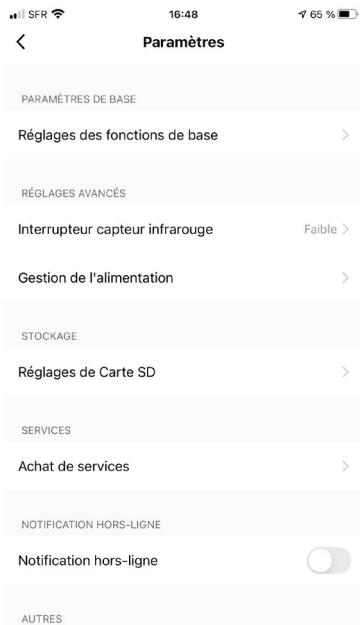 SFR 16:48 65 %
Paramètres
PARAMÈTRES DE BASE
Réglages des fonctions de base
RÉGLAGES AVANCÉS
Interrupteur capteur infrarouge Faible
Gestion de l'alimentation
STOCKAGE
Réglages de Carte SD
SERVICES
Achat de services
NOTIFICATION HORS-LIGNE
Notification hors-ligne
AUTRES